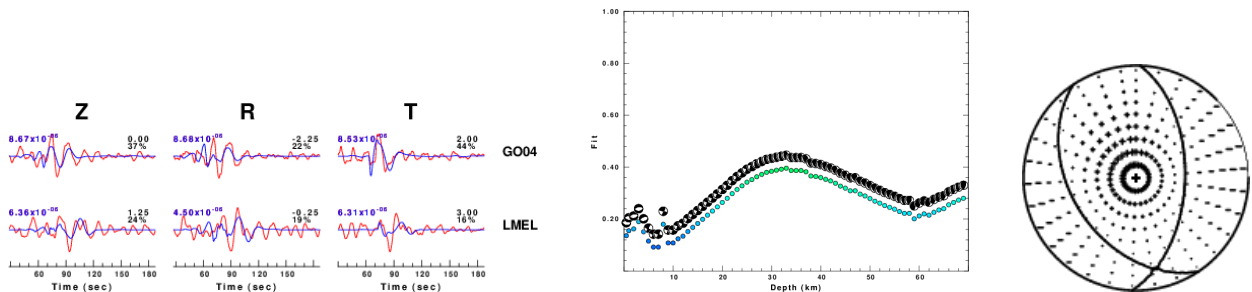 Z R T
8.67x10-06 0.00 8.68x10-06 -2.25 8.53x10-06 2.00
37% 22% 44%
GO04
6.36x10-06 1.25 4.50x10-06 -0.25 6.31x10-06 3.00
24% 19% 16%
LMEL
60 90 120 150 180 60 90 120 150 60 90 120 150 180
Time (sec) Time (sec) Time (sec)
1.00
0.80
0.60
0.40
0.20
Fit
10 20 30 40 50 60
Depth (km)